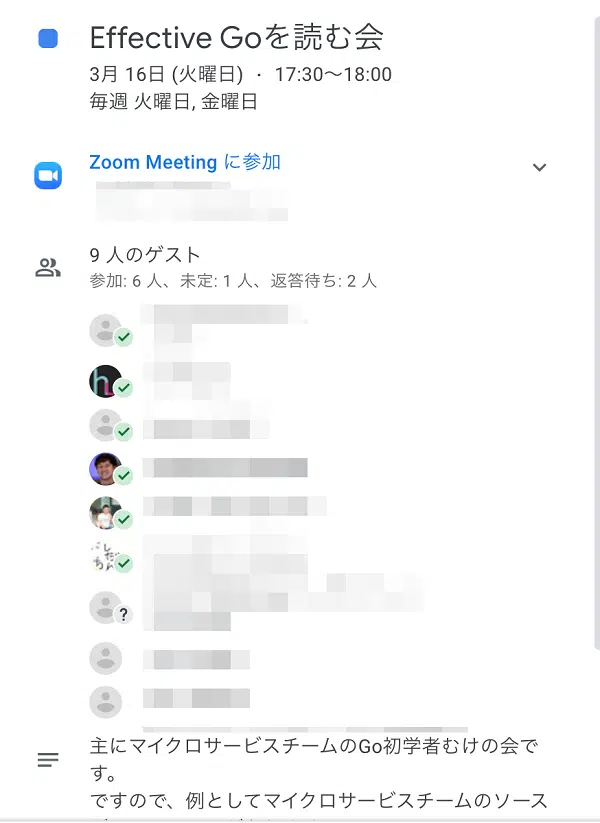 Effective Goを読む会
3月 16日 (火曜日) ・ 17:30～18:00
毎週 火曜日, 金曜日
Zoom Meeting に参加
9 人のゲスト
参加: 6 人、未定: 1 人、返答待ち: 2 人
?
主にマイクロサービスチームのGo初学者むけの会で
す。
ですので、例としてマイクロサービスチームのソース